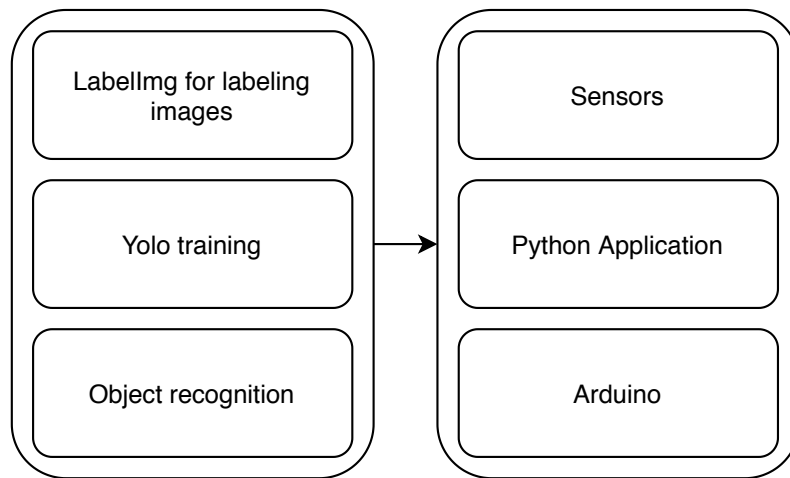 LabelImg for labeling
images
Yolo training
Object recognition
Sensors
Python Application
Arduino